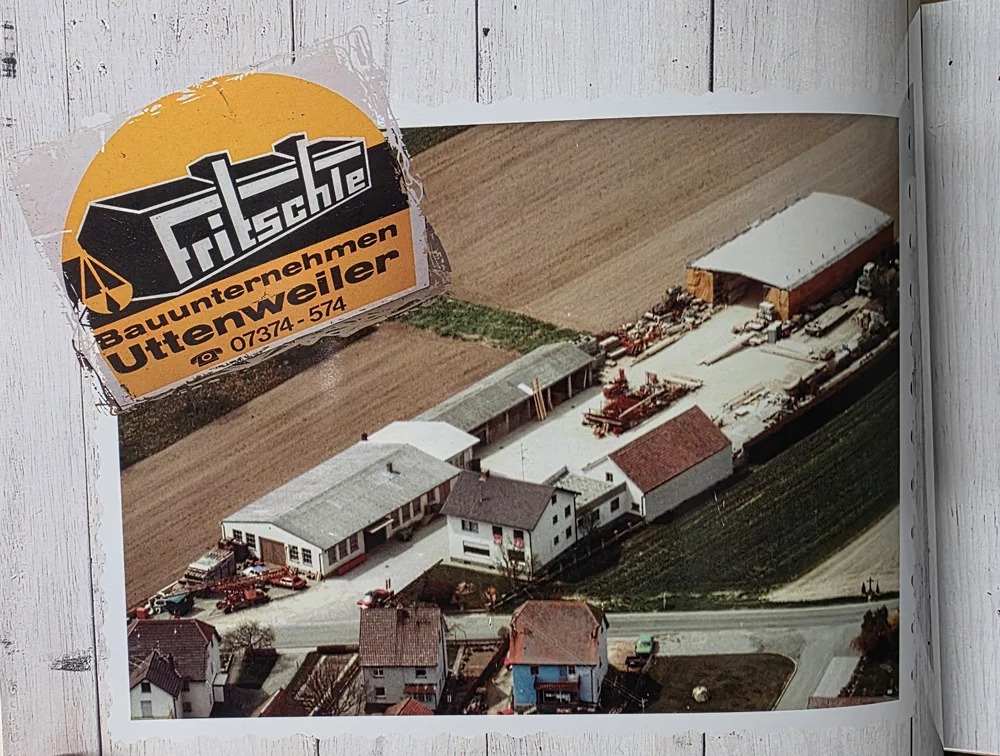 Fritschle
Bauunternehmen
Uttenweiler
☎ 07374-574